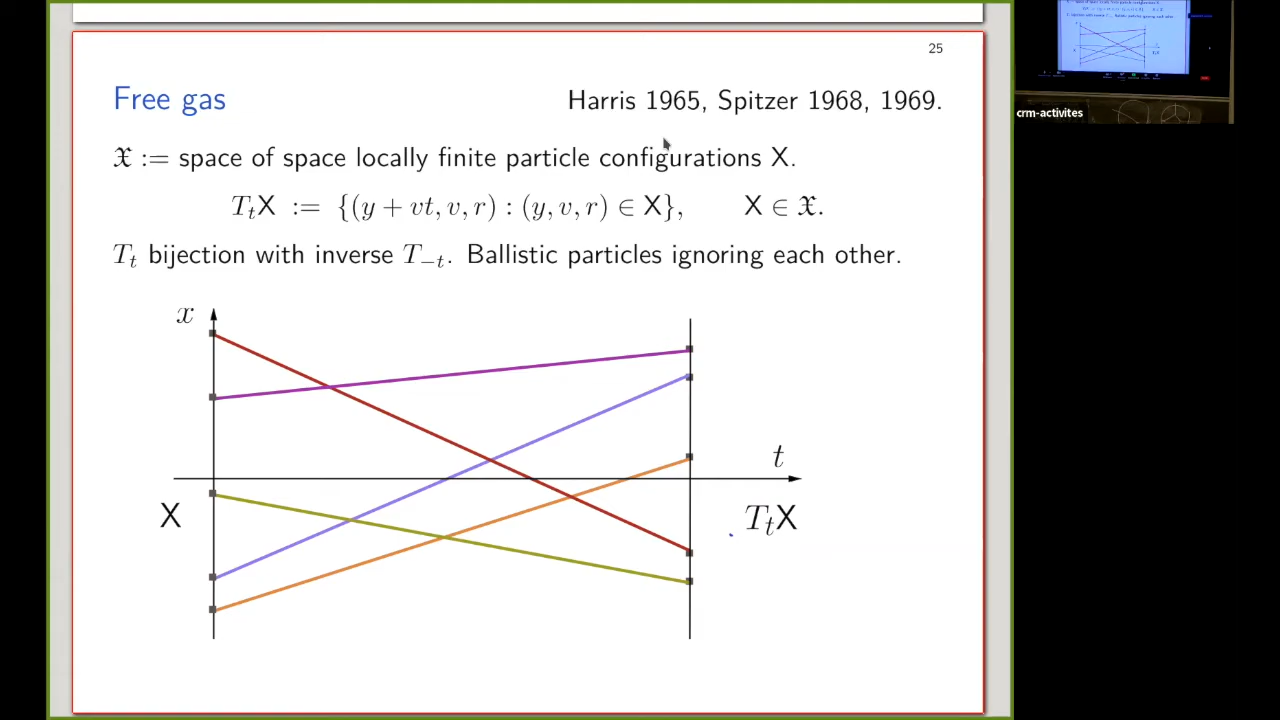 25
Free gas
Harris 1965, Spitzer 1968, 1969.
𝔛 := space of space locally finite particle configurations X.
T_tX := {(y + vt, v, r) : (y, v, r) ∈ X}, X ∈ 𝔛.
T_t bijection with inverse T_{−t}. Ballistic particles ignoring each other.
x
t
X
T_tX
crm-activites